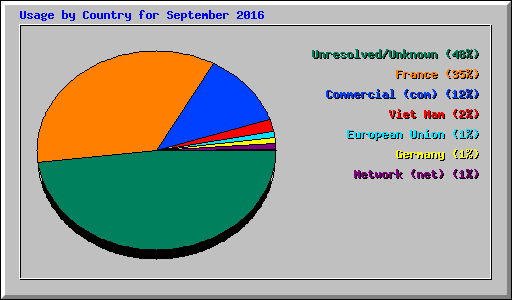 Usage by Country for September 2016
Unresolved/Unknown (48%)
France (35%)
Commercial (com) (12%)
Viet Nam (2%)
European Union (1%)
Germany (1%)
Network (net) (1%)